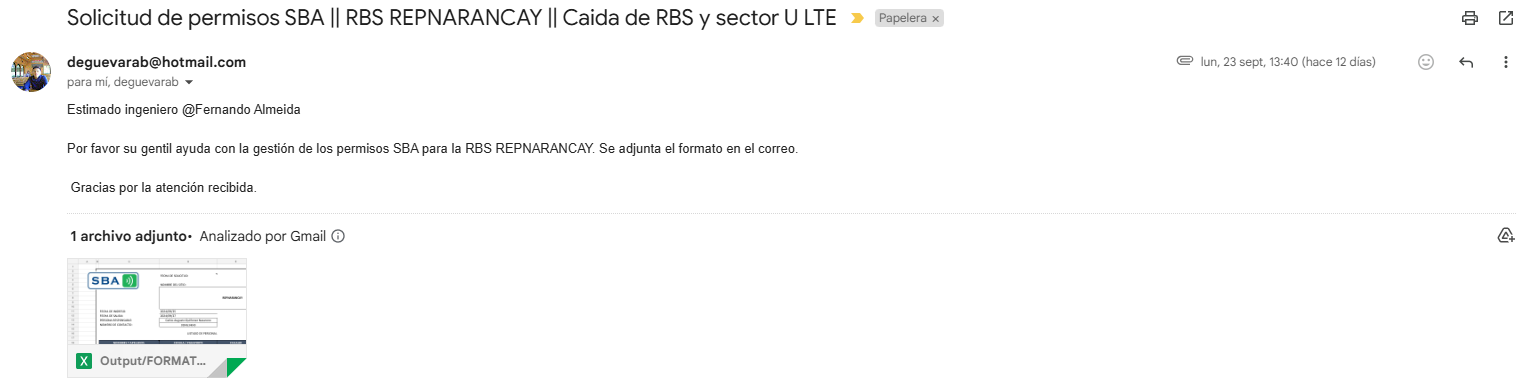 Solicitud de permisos SBA || RBS REPNARANCAY || Caida de RBS y sector U LTE
Papelera ×
deguevarab@hotmail.com
lun, 23 sept, 13:40 (hace 12 días)
para mí, deguevarab
Estimado ingeniero @Fernando Almeida
Por favor su gentil ayuda con la gestión de los permisos SBA para la RBS REPNARANCAY. Se adjunta el formato en el correo.
Gracias por la atención recibida.
1 archivo adjunto• Analizado por Gmail
SBA
REPNARANCAY
X Output/FORMAT...